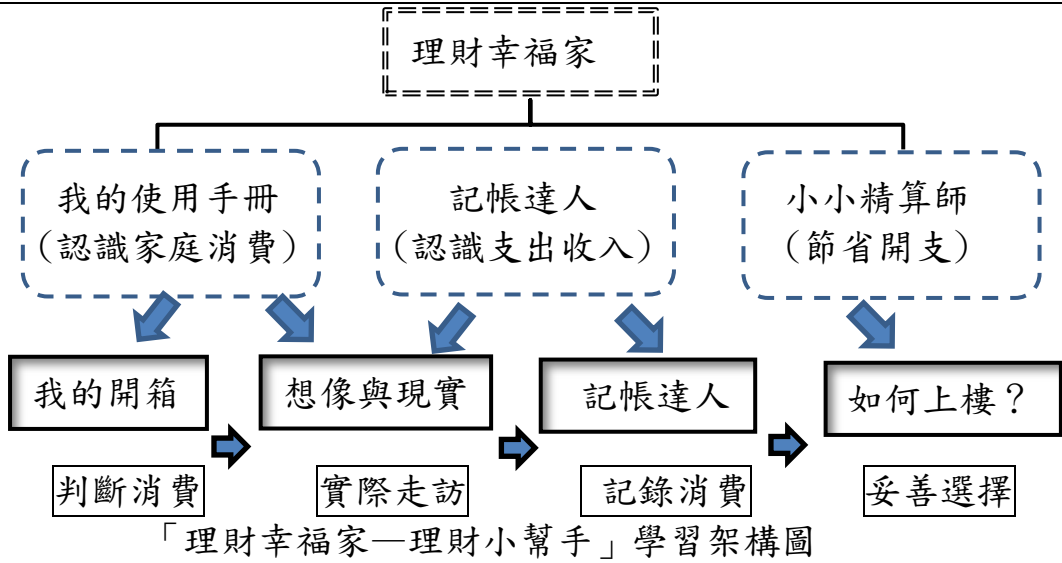 理財幸福家
我的使用手冊
(認識家庭消費)
記帳達人
(認識支出收入)
小小精算師
(節省開支)
我的開箱
想像與現實
記帳達人
如何上樓？
判斷消費
實際走訪
記錄消費
妥善選擇
「理財幸福家—理財小幫手」學習架構圖